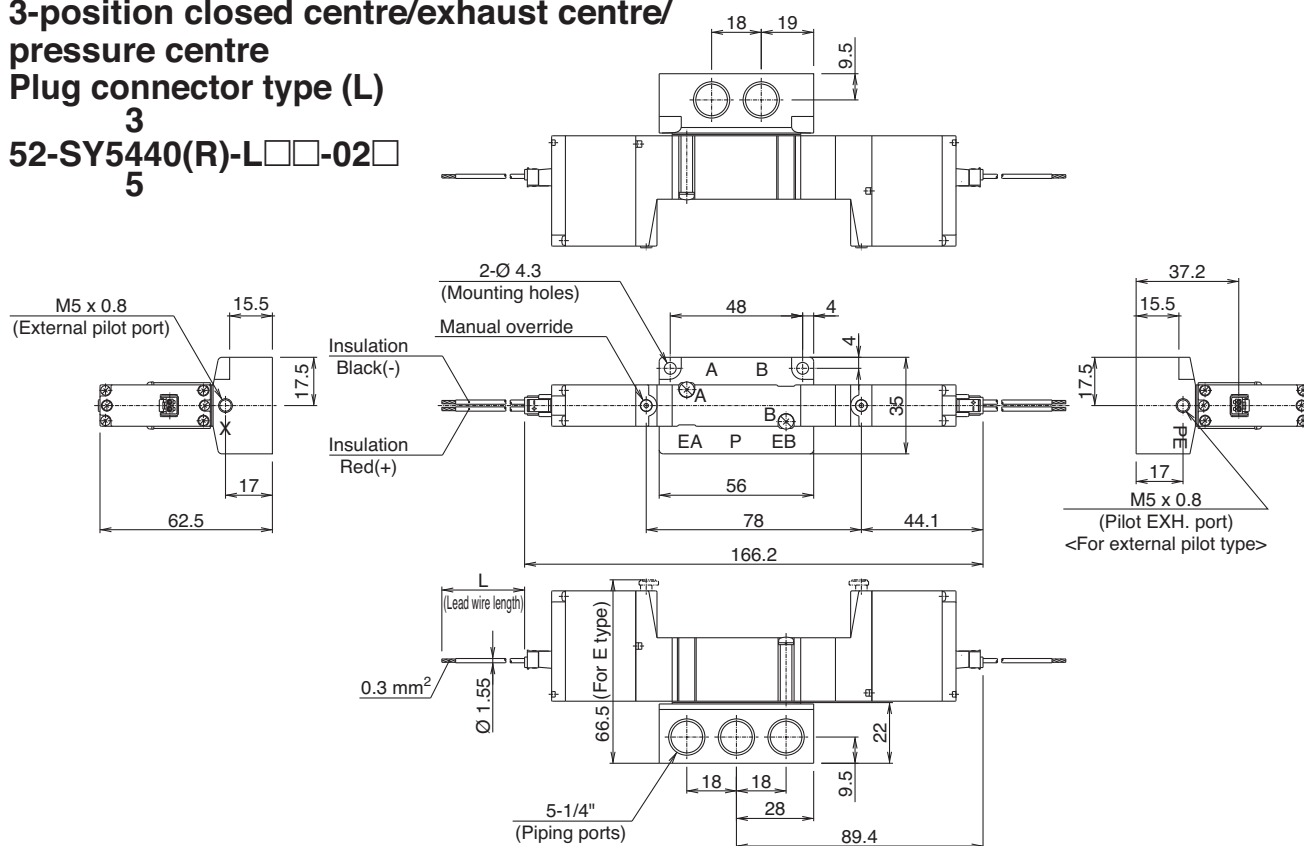 3-position closed centre/exhaust centre/
pressure centre
Plug connector type (L)
3
52-SY5440(R)-L□□-02□
5
18
19
9.5
2-Ø 4.3
(Mounting holes)
Manual override
M5 x 0.8
(External pilot port)
15.5
17.5
X
17
62.5
Insulation
Black(-)
Insulation
Red(+)
48
4
4
A
B
A
B
EA
P
EB
35
56
78
44.1
166.2
37.2
15.5
17.5
PE
17
M5 x 0.8
(Pilot EXH. port)
<For external pilot type>
L
(Lead wire length)
0.3 mm2
Ø 1.55
66.5 (For E type)
22
9.5
18
18
28
89.4
5-1/4"
(Piping ports)